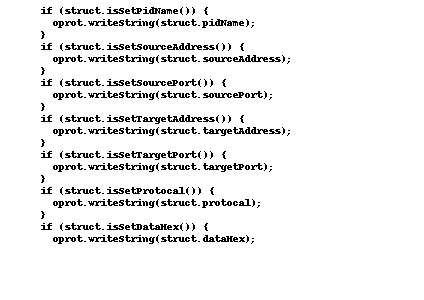 if (struct.isSetPidName()) {
oprot.writeString(struct.pidName);
}
if (struct.isSetSourceAddress()) {
oprot.writeString(struct.sourceAddress);
}
if (struct.isSetSourcePort()) {
oprot.writeString(struct.sourcePort);
}
if (struct.isSetTargetAddress()) {
oprot.writeString(struct.targetAddress);
}
if (struct.isSetTargetPort()) {
oprot.writeString(struct.targetPort);
}
if (struct.isSetProtocal()) {
oprot.writeString(struct.protocal);
}
if (struct.isSetDataHex()) {
oprot.writeString(struct.dataHex);